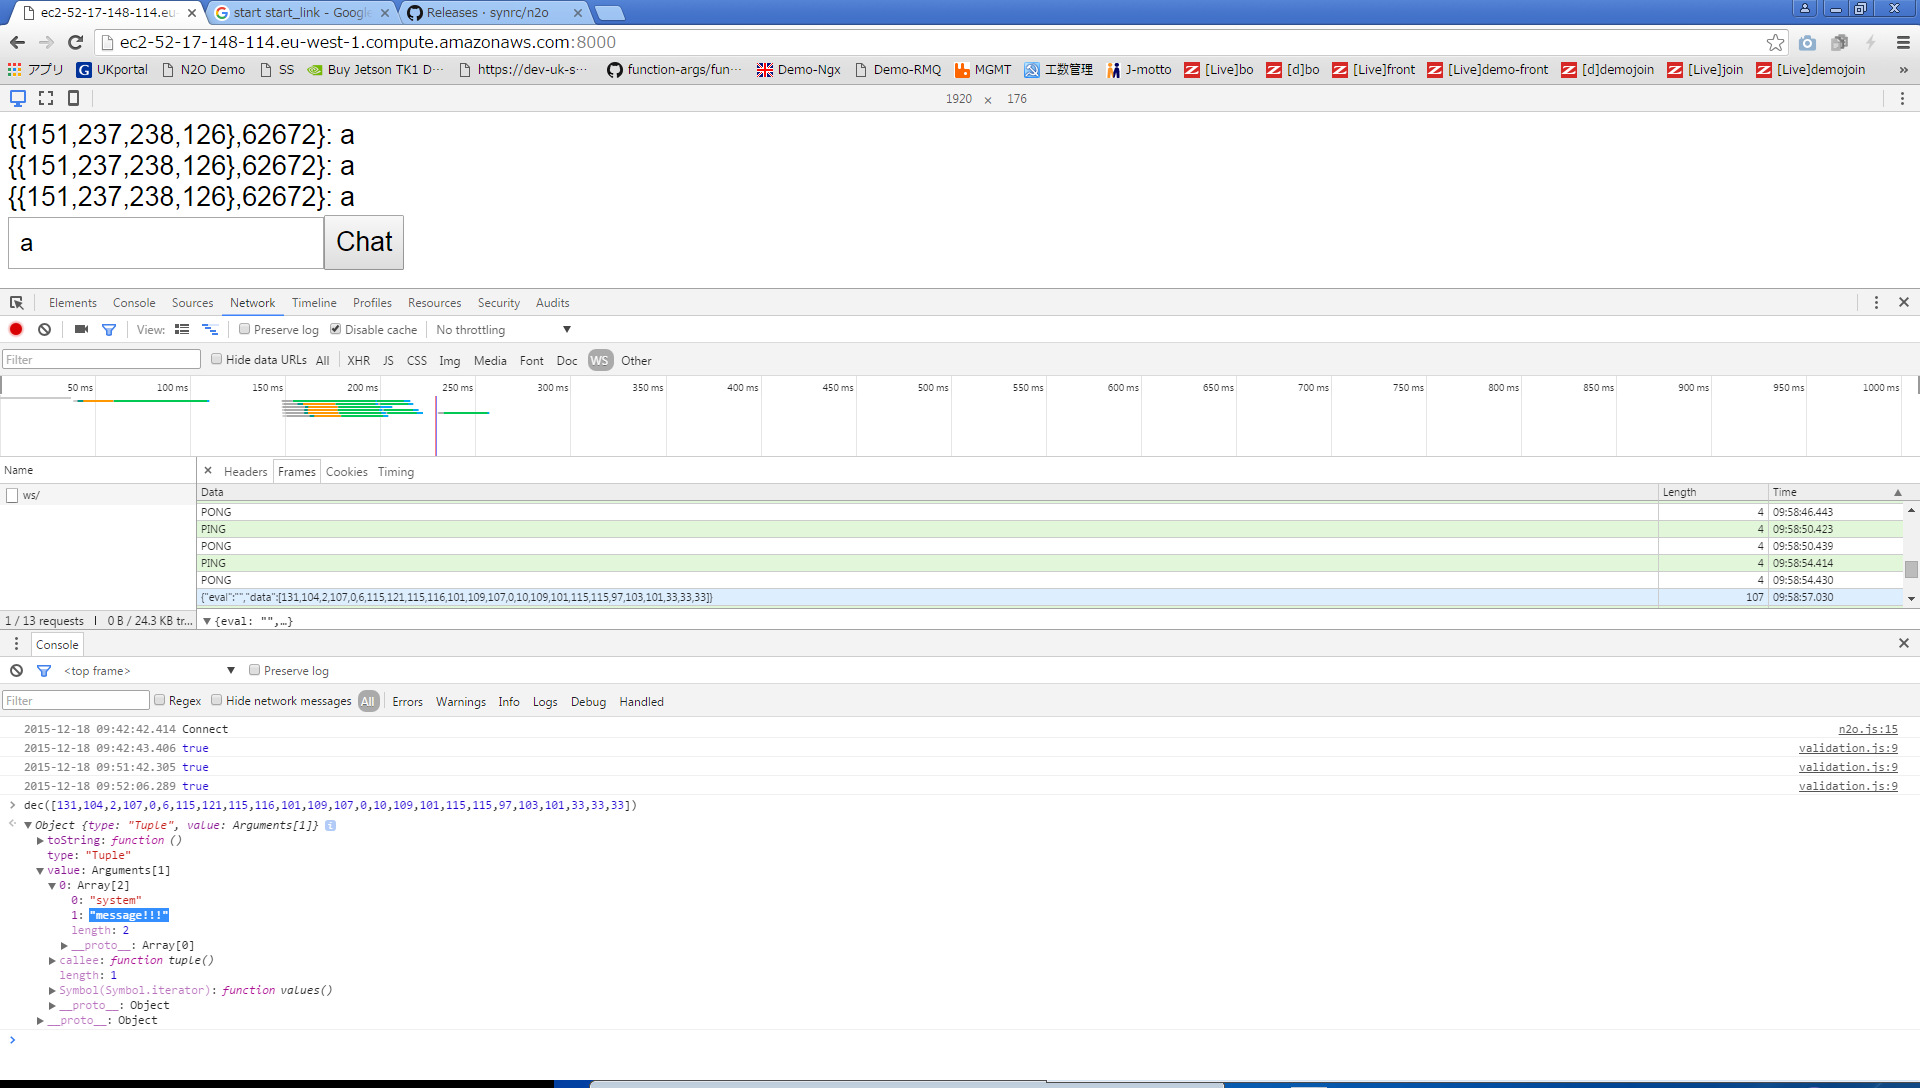 ec2-52-17-148-114.eu-
start start_link - Google
Releases · synrc/n2o
ec2-52-17-148-114.eu-west-1.compute.amazonaws.com:8000
アプリ UKportal N2O Demo SS Buy Jetson TK1 D… https://dev-uk-s… function-args/fun… Demo-Ngx Demo-RMQ MGMT 工数管理 J-motto [Live]bo [d]bo [Live]front [Live]demo-front [d]demojoin [Live]join [Live]demojoin »
1920 × 176
{{151,237,238,126},62672}: a
{{151,237,238,126},62672}: a
{{151,237,238,126},62672}: a
a Chat
Elements Console Sources Network Timeline Profiles Resources Security Audits
View: Preserve log Disable cache No throttling
Filter Hide data URLs All XHR JS CSS Img Media Font Doc WS Other
50 ms 100 ms 150 ms 200 ms 250 ms 300 ms 350 ms 400 ms 450 ms 500 ms 550 ms 600 ms 650 ms 700 ms 750 ms 800 ms 850 ms 900 ms 950 ms 1000 ms
Name × Headers Frames Cookies Timing
ws/
Data Length Time
PONG 4 09:58:46.443
PING 4 09:58:50.423
PONG 4 09:58:50.439
PING 4 09:58:54.414
PONG 4 09:58:54.430
{"eval":"","data":[131,104,2,107,0,6,115,121,115,116,101,109,107,0,10,109,101,115,115,97,103,101,33,33,33]} 107 09:58:57.030
1 / 13 requests I 0 B / 24.3 KB tr... ▼{eval: "",…}
Console
<top frame> ▼ Preserve log
Filter Regex Hide network messages All Errors Warnings Info Logs Debug Handled
2015-12-18 09:42:42.414 Connect n2o.js:15
2015-12-18 09:42:43.406 true validation.js:9
2015-12-18 09:51:42.305 true validation.js:9
2015-12-18 09:52:06.289 true validation.js:9
> dec([131,104,2,107,0,6,115,121,115,116,101,109,107,0,10,109,101,115,115,97,103,101,33,33,33])
▼Object {type: "Tuple", value: Arguments[1]}
▶toString: function ()
type: "Tuple"
▼value: Arguments[1]
▼0: Array[2]
0: "system"
1: "message!!!"
length: 2
▶__proto__: Array[0]
▶callee: function tuple()
length: 1
▶Symbol(Symbol.iterator): function values()
▶__proto__: Object
▶__proto__: Object
>